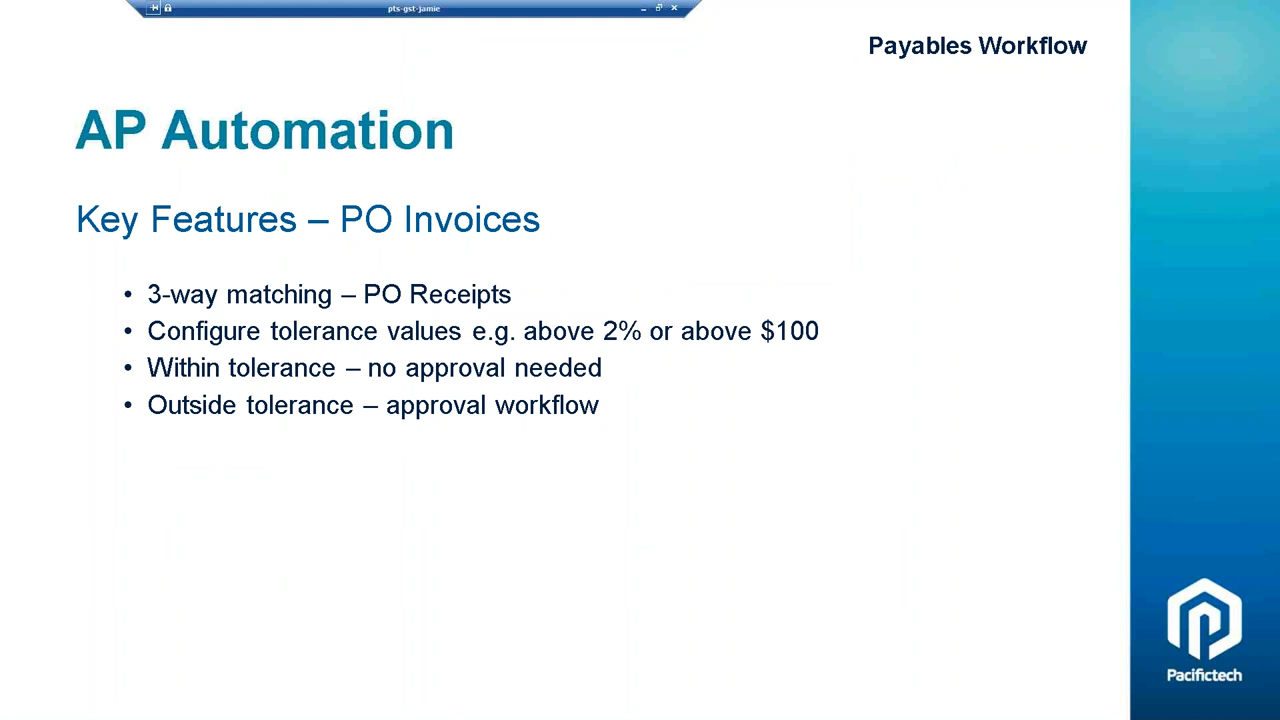 pts-gst-jamie
Payables Workflow
AP Automation
Key Features – PO Invoices
• 3-way matching – PO Receipts
• Configure tolerance values e.g. above 2% or above $100
• Within tolerance – no approval needed
• Outside tolerance – approval workflow
Pacifictech